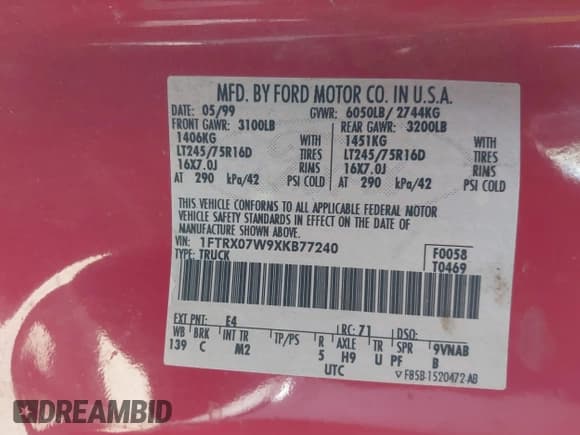 MFD. BY FORD MOTOR CO. IN U.S.A.
DATE: 05/99 GVWR: 6050LB/ 2744KG
FRONT GAWR: 3100LB REAR GAWR: 3200LB
1406KG WITH 1451KG WITH
LT245/75R16D TIRES LT245/75R16D TIRES
16X7.0J RIMS 16X7.0J RIMS
AT 290 kPa/42 PSI COLD AT 290 kPa/42 PSI COLD
THIS VEHICLE CONFORMS TO ALL APPLICABLE FEDERAL MOTOR
VEHICLE SAFETY STANDARDS IN EFFECT ON THE DATE OF
MANUFACTURE SHOWN ABOVE.
VIN: 1FTRX07W9XKB77240 F0058
TYPE: TRUCK T0469
EXT PNT: E4 RC: 71 DSO:
WB BRK INT TR TP/PS R AXLE TR SPR 9VNAB
139 C M2 5 H9 U PF B
UTC F85B-1520472-AB
DREAMBID